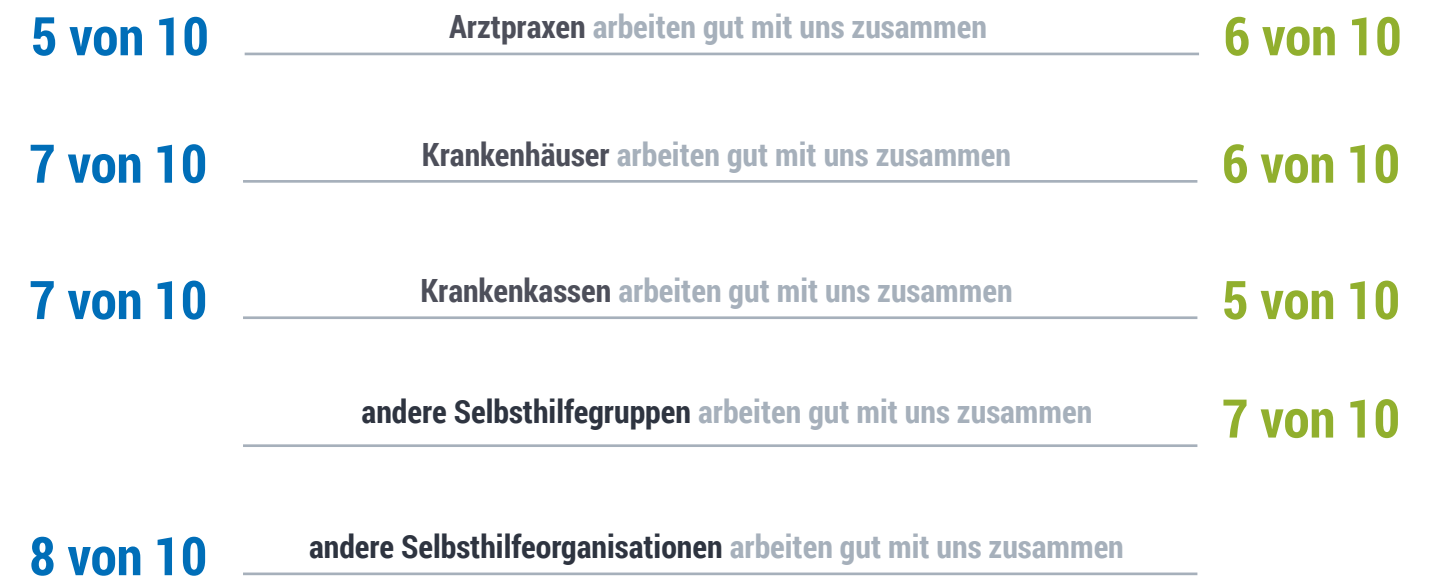 5 von 10 Arztpraxen arbeiten gut mit uns zusammen 6 von 10
7 von 10 Krankenhäuser arbeiten gut mit uns zusammen 6 von 10
7 von 10 Krankenkassen arbeiten gut mit uns zusammen 5 von 10
andere Selbsthilfegruppen arbeiten gut mit uns zusammen 7 von 10
8 von 10 andere Selbsthilfeorganisationen arbeiten gut mit uns zusammen